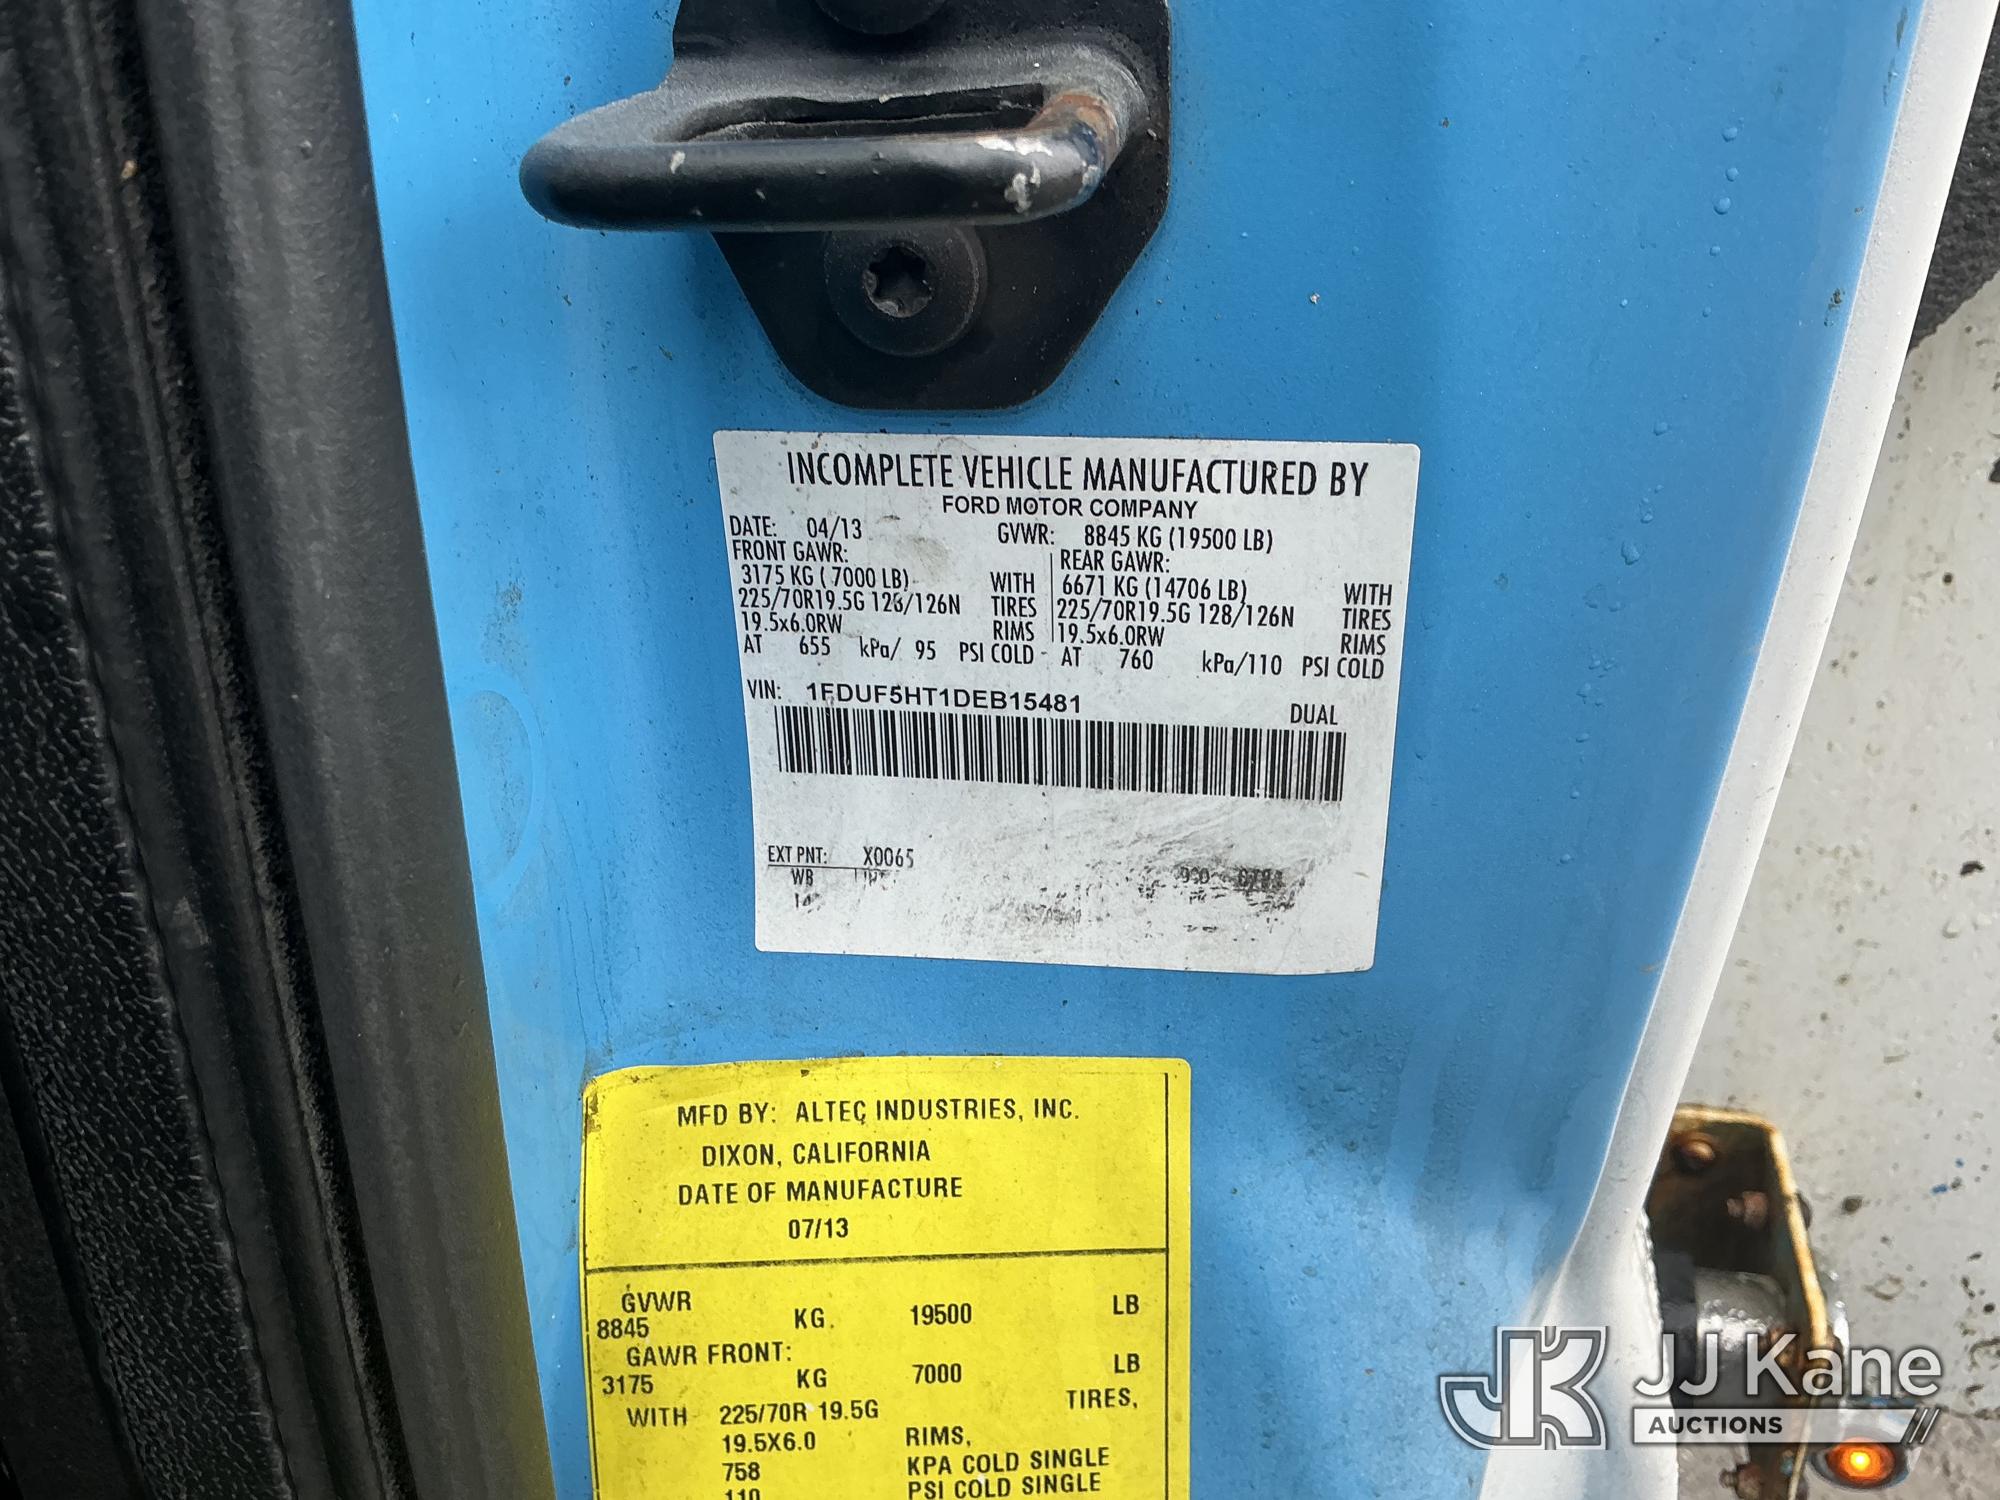 INCOMPLETE VEHICLE MANUFACTURED BY
FORD MOTOR COMPANY
DATE: 04/13 GVWR: 8845 KG (19500 LB)
FRONT GAWR: REAR GAWR:
3175 KG ( 7000 LB) WITH 6671 KG (14706 LB) WITH
225/70R19.5G 128/126N TIRES 225/70R19.5G 128/126N TIRES
19.5x6.0RW RIMS 19.5x6.0RW RIMS
AT 655 kPa/ 95 PSI COLD AT 760 kPa/110 PSI COLD
VIN: 1FDUF5HT1DEB15481
DUAL
EXT PNT: X0065
WB
MFD BY: ALTEC INDUSTRIES, INC.
DIXON, CALIFORNIA
DATE OF MANUFACTURE
07/13
GVWR
8845 KG. 19500 LB
GAWR FRONT:
3175 KG 7000 LB
WITH 225/70R 19.5G TIRES,
19.5X6.0 RIMS,
758 KPA COLD SINGLE
110 PSI COLD SINGLE
JK JJ Kane
AUCTIONS